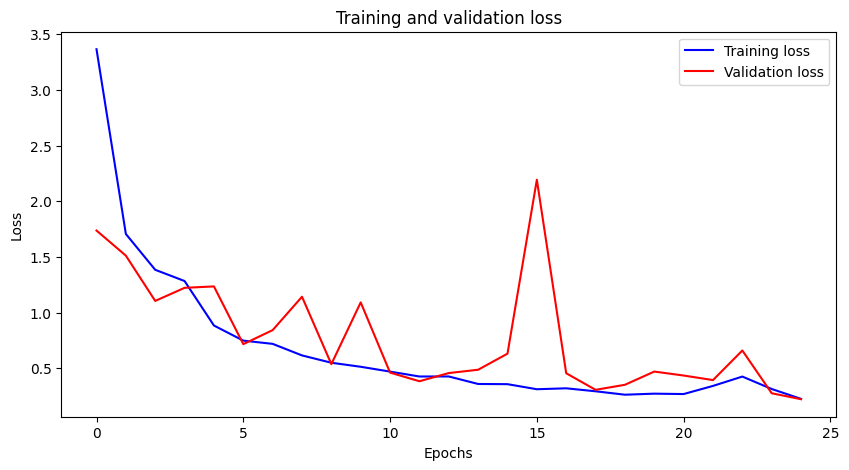 Training and validation loss
3.5
3.0
2.5
2.0
1.5
1.0
0.5
Loss
Training loss
Validation loss
0 5 10 15 20 25
Epochs